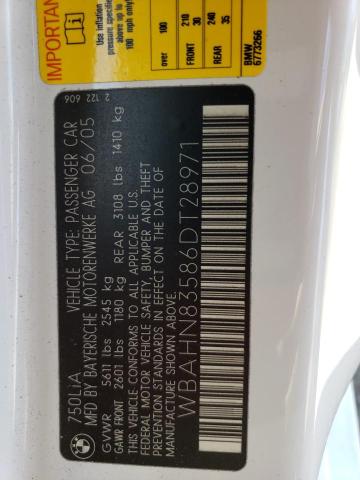 IMPORTAN
Use inflation
pressure specifie
above cu to
100 mph only!
over 100
FRONT 210 30
REAR 240 35
BMW
6773266
2 122 606
750LIA VEHICLE TYPE: PASSENGER CAR
MFD BY BAYERISCHE MOTORENWERKE AG 06/05
GVWR 5611 lbs 2545 kg
GAWR FRONT 2601 lbs 1180 kg REAR 3108 lbs 1410 kg
THIS VEHICLE CONFORMS TO ALL APPLICABLE U.S.
FEDERAL MOTOR VEHICLE SAFETY, BUMPER AND THEFT
PREVENTION STANDARDS IN EFFECT ON THE DATE OF
MANUFACTURE SHOWN ABOVE.
WBAHN83586DT28971